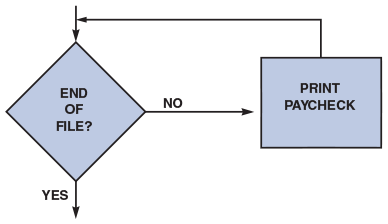 END
OF
FILE?
NO
PRINT
PAYCHECK
YES